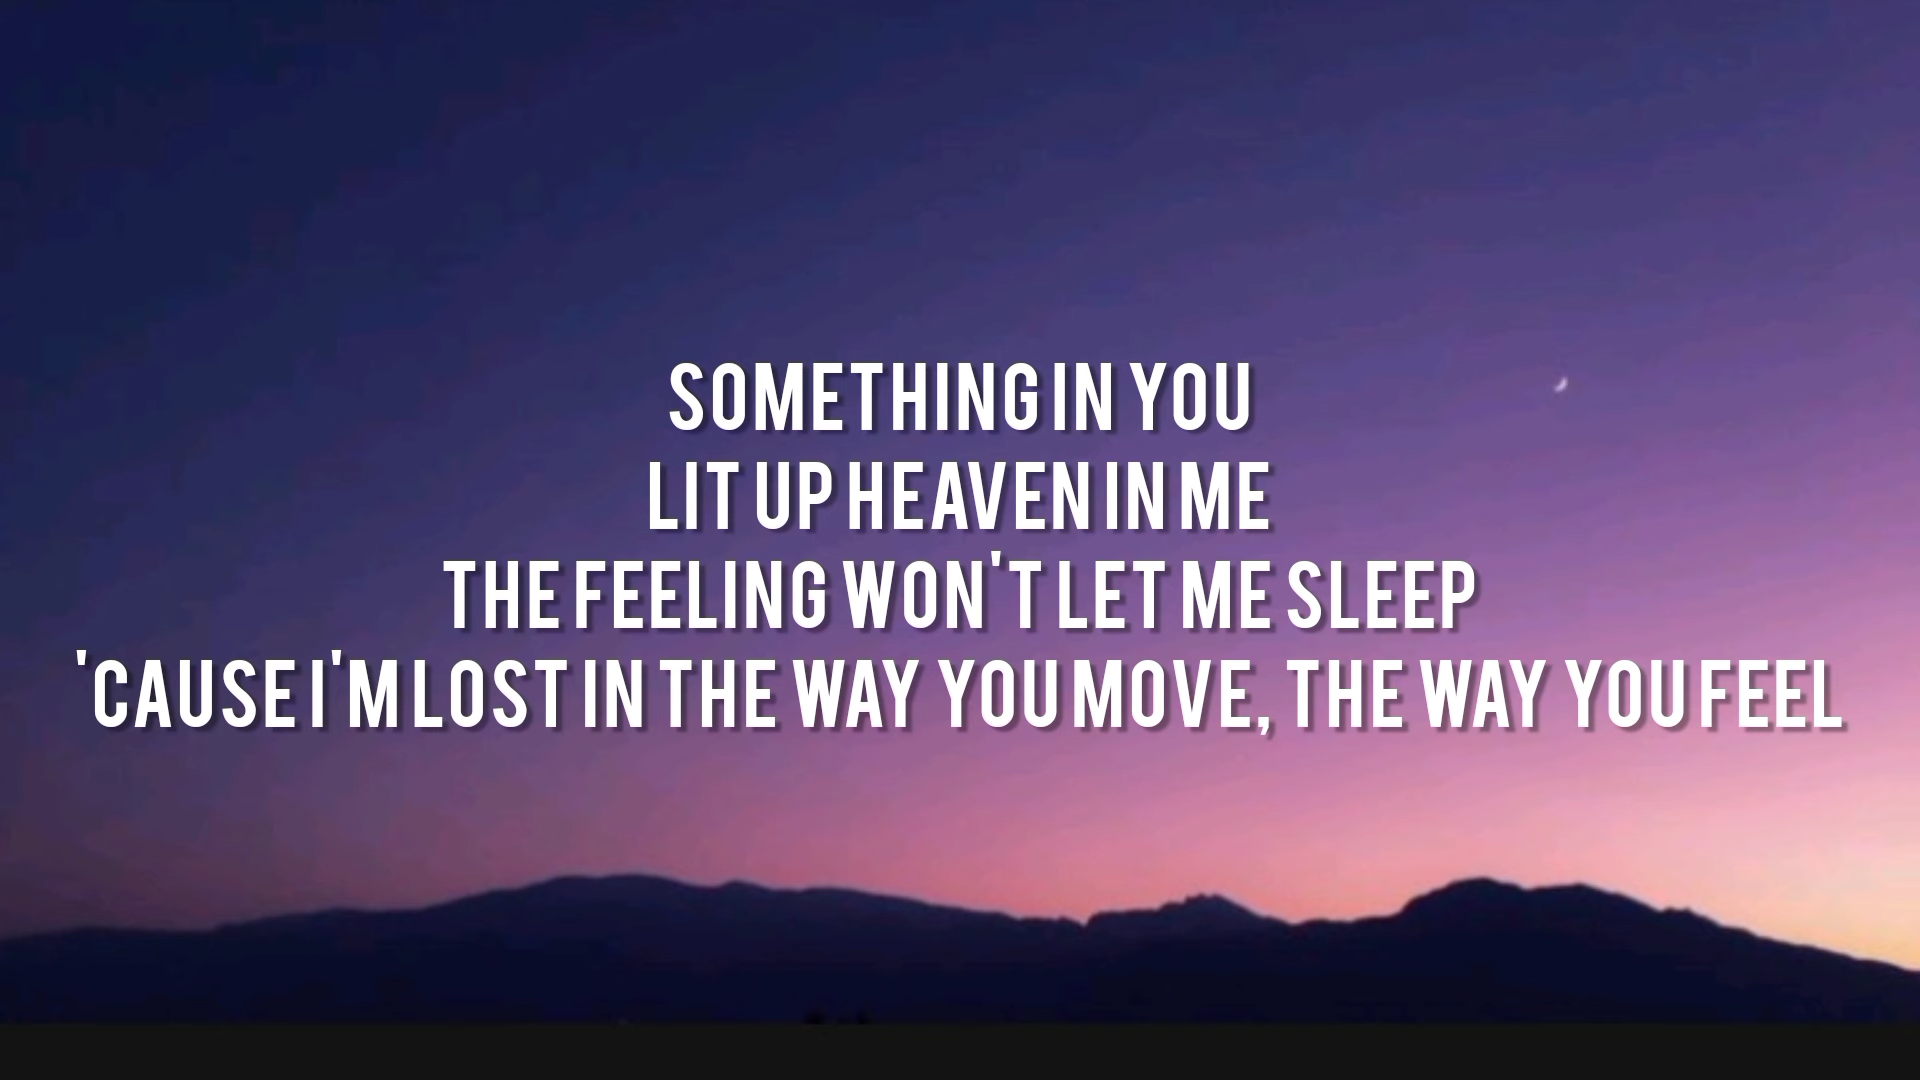 SOMETHING IN YOU
LIT UP HEAVEN IN ME
THE FEELING WON'T LET ME SLEEP
'CAUSE I'M LOST IN THE WAY YOU MOVE, THE WAY YOU FEEL